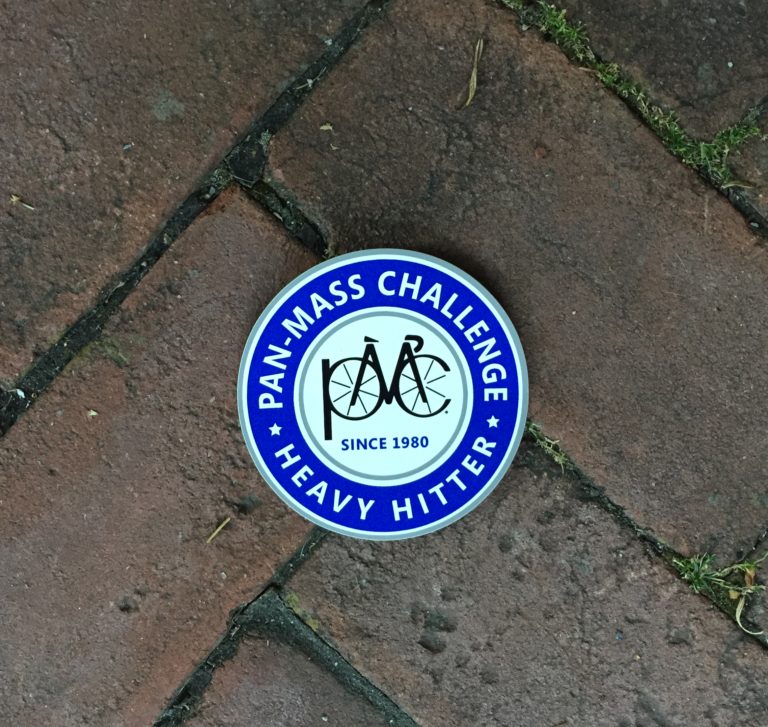 PAN-MASS CHALLENGE
pMc
SINCE 1980
★ HEAVY HITTER ★